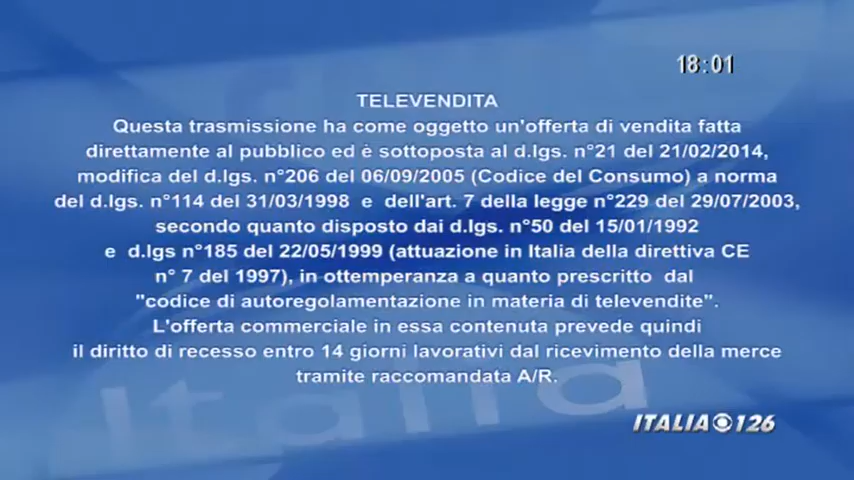 18:01
TELEVENDITA
Questa trasmissione ha come oggetto un'offerta di vendita fatta
direttamente al pubblico ed è sottoposta al d.lgs. n°21 del 21/02/2014,
modifica del d.lgs. n°206 del 06/09/2005 (Codice del Consumo) a norma
del d.lgs. n°114 del 31/03/1998 e dell'art. 7 della legge n°229 del 29/07/2003,
secondo quanto disposto dai d.lgs. n°50 del 15/01/1992
e d.lgs n°185 del 22/05/1999 (attuazione in Italia della direttiva CE
n° 7 del 1997), in ottemperanza a quanto prescritto dal
"codice di autoregolamentazione in materia di televendite".
L'offerta commerciale in essa contenuta prevede quindi
il diritto di recesso entro 14 giorni lavorativi dal ricevimento della merce
tramite raccomandata A/R.
Italia
ITALIA 126